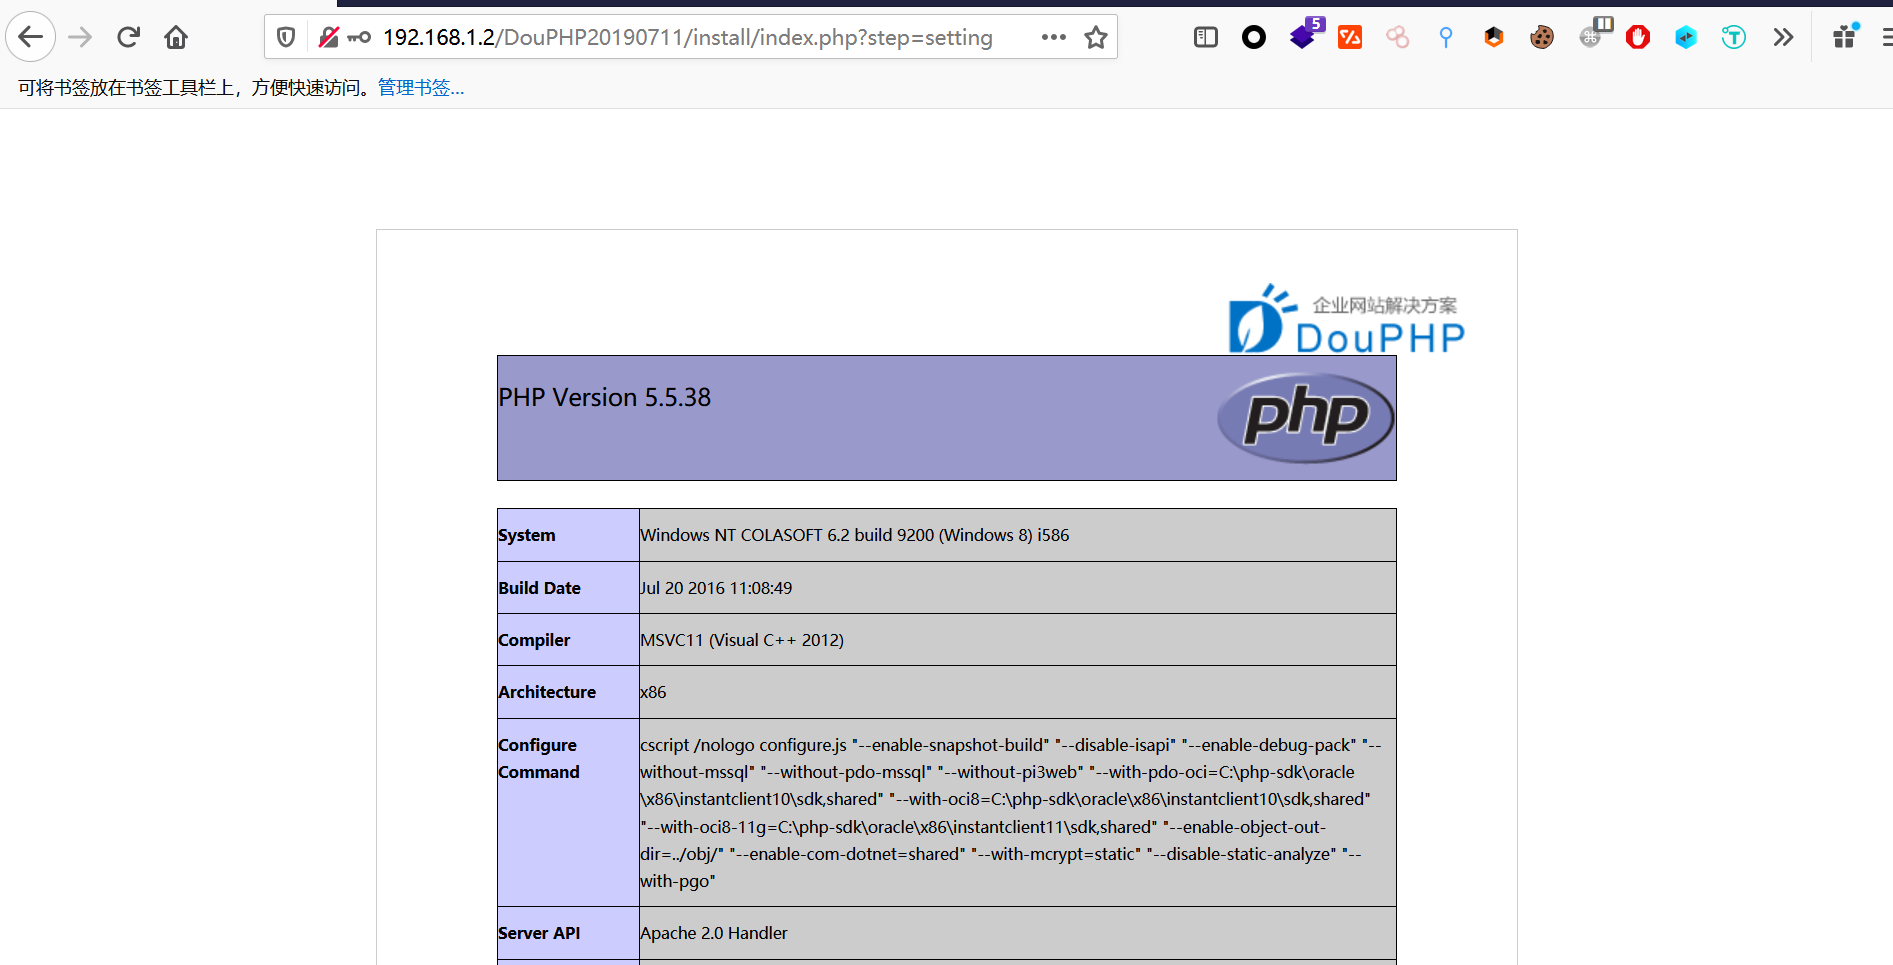 192.168.1.2/DouPHP20190711/install/index.php?step=setting
5
可将书签放在书签工具栏上，方便快速访问。管理书签...
企业网站解决方案
DouPHP
PHP Version 5.5.38
php
System
Windows NT COLASOFT 6.2 build 9200 (Windows 8) i586
Build Date
Jul 20 2016 11:08:49
Compiler
MSVC11 (Visual C++ 2012)
Architecture
x86
Configure
Command
cscript /nologo configure.js "--enable-snapshot-build" "--disable-isapi" "--enable-debug-pack" "--
without-mssql" "--without-pdo-mssql" "--without-pi3web" "--with-pdo-oci=C:\php-sdk\oracle
\x86\instantclient10\sdk,shared" "--with-oci8=C:\php-sdk\oracle\x86\instantclient10\sdk,shared"
"--with-oci8-11g=C:\php-sdk\oracle\x86\instantclient11\sdk,shared" "--enable-object-out-
dir=../obj/" "--enable-com-dotnet=shared" "--with-mcrypt=static" "--disable-static-analyze" "--
with-pgo"
Server API
Apache 2.0 Handler